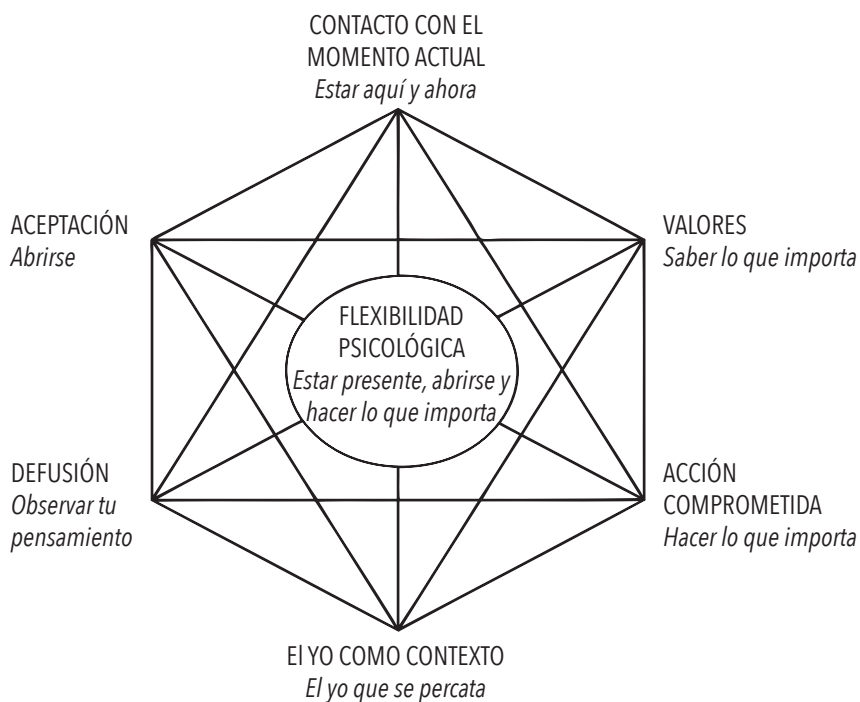 CONTACTO CON EL
MOMENTO ACTUAL
Estar aquí y ahora
ACEPTACIÓN
Abrirse
VALORES
Saber lo que importa
FLEXIBILIDAD
PSICOLÓGICA
Estar presente, abrirse y
hacer lo que importa
DEFUSIÓN
Observar tu
pensamiento
ACCIÓN
COMPROMETIDA
Hacer lo que importa
El YO COMO CONTEXTO
El yo que se percata